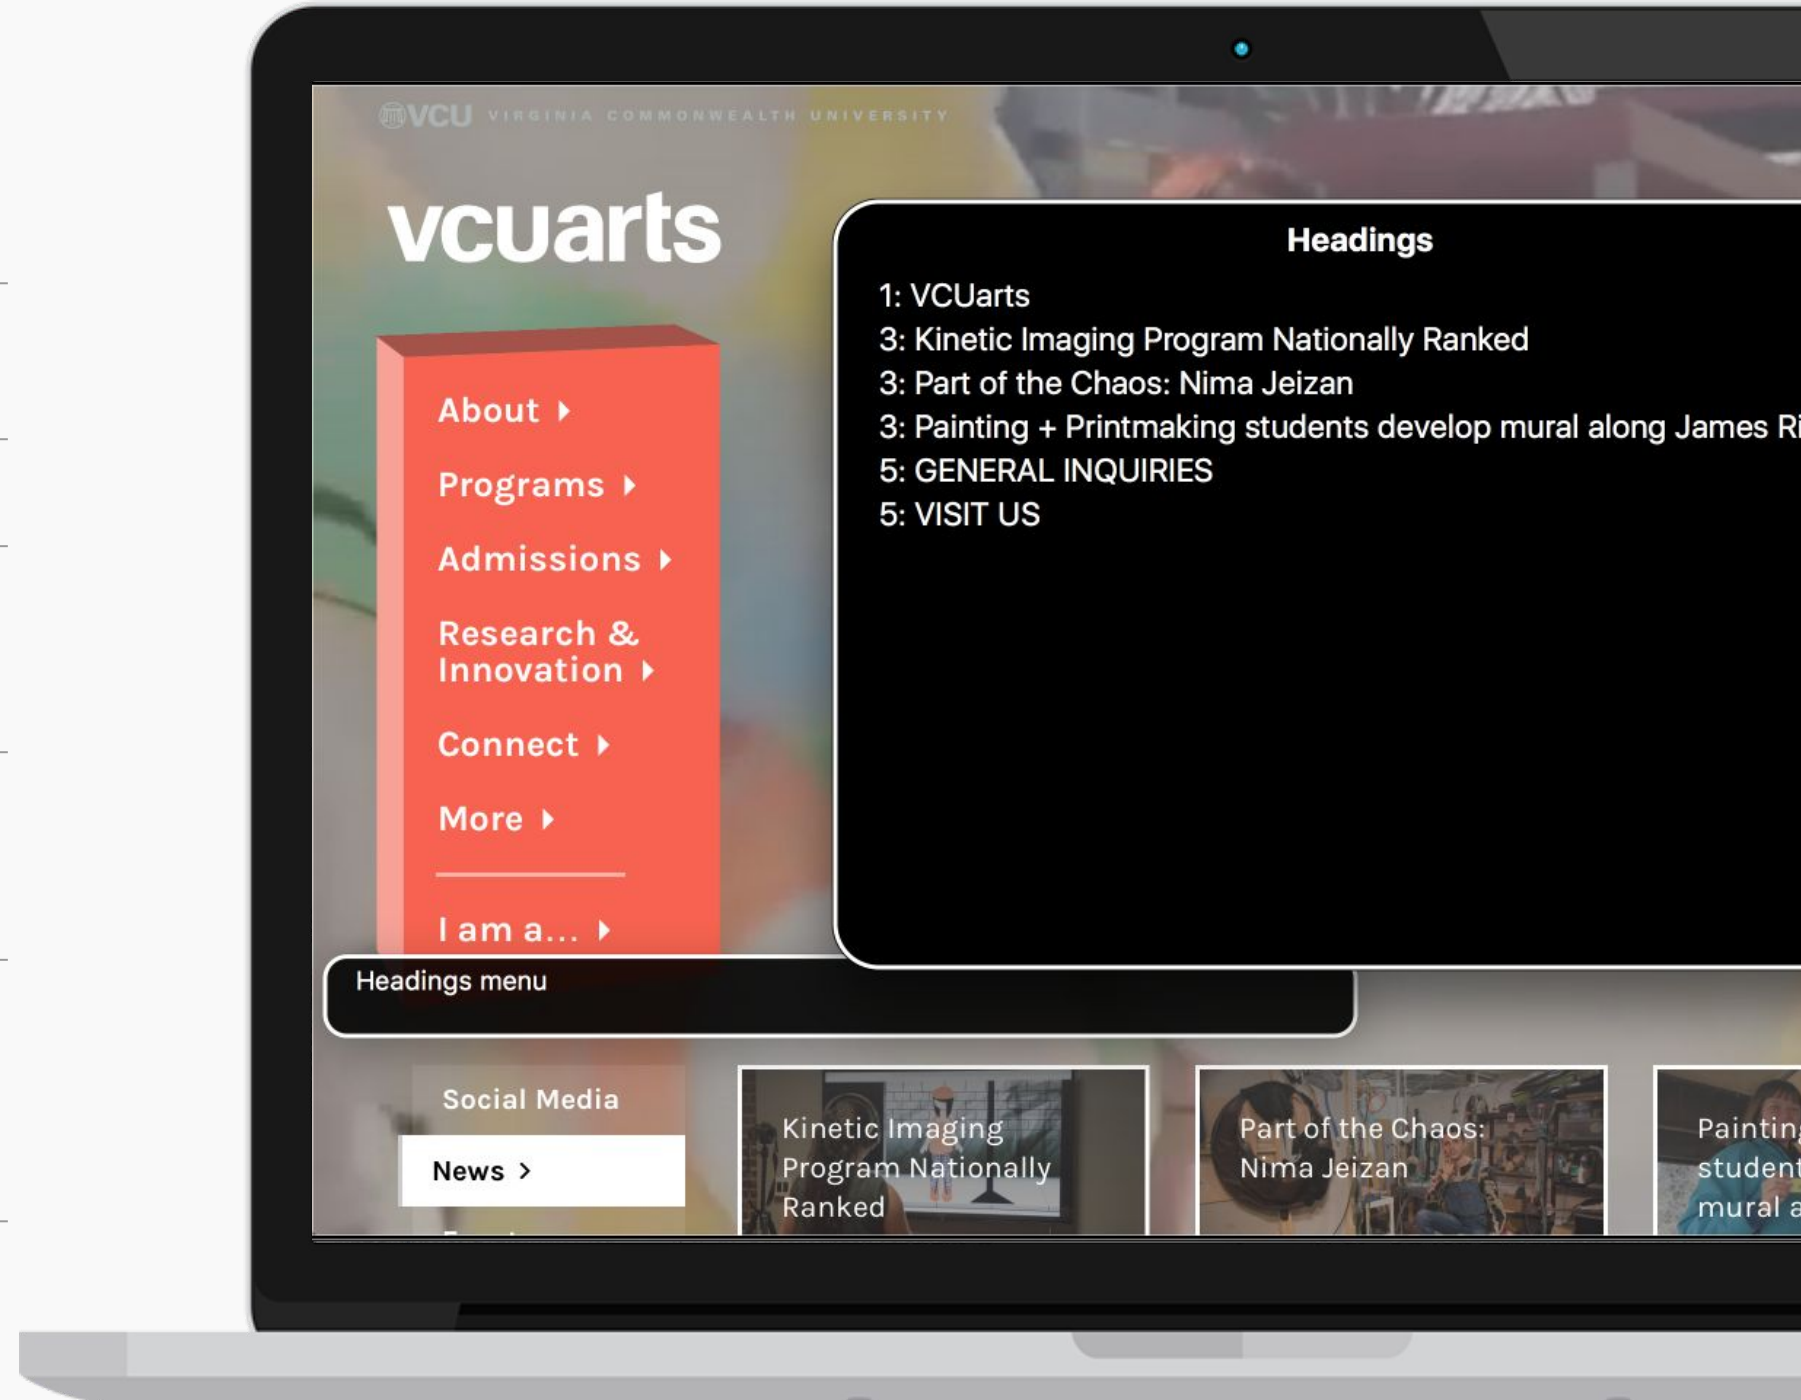 VCU VIRGINIA COMMONWEALTH UNIVERSITY
vcuarts
About
Programs
Admissions
Research &
Innovation
Connect
More
I am a...
Headings
1: VCUarts
3: Kinetic Imaging Program Nationally Ranked
3: Part of the Chaos: Nima Jeizan
3: Painting + Printmaking students develop mural along James
5: GENERAL INQUIRIES
5: VISIT US
Headings menu
Social Media
News >
Kinetic Imaging
Program Nationally
Ranked
Part of the Chaos:
Nima Jeizan
mural